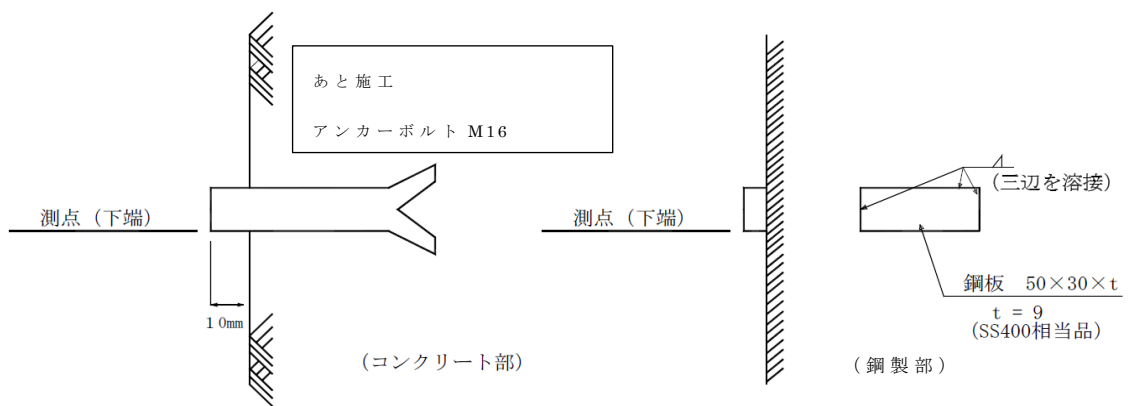 あと施工
アンカーボルト M16
測点（下端）
10mm
（コンクリート部）
測点（下端）
（三辺を溶接）
鋼板　50×30×t
t = 9
（SS400相当品）
（鋼製部）